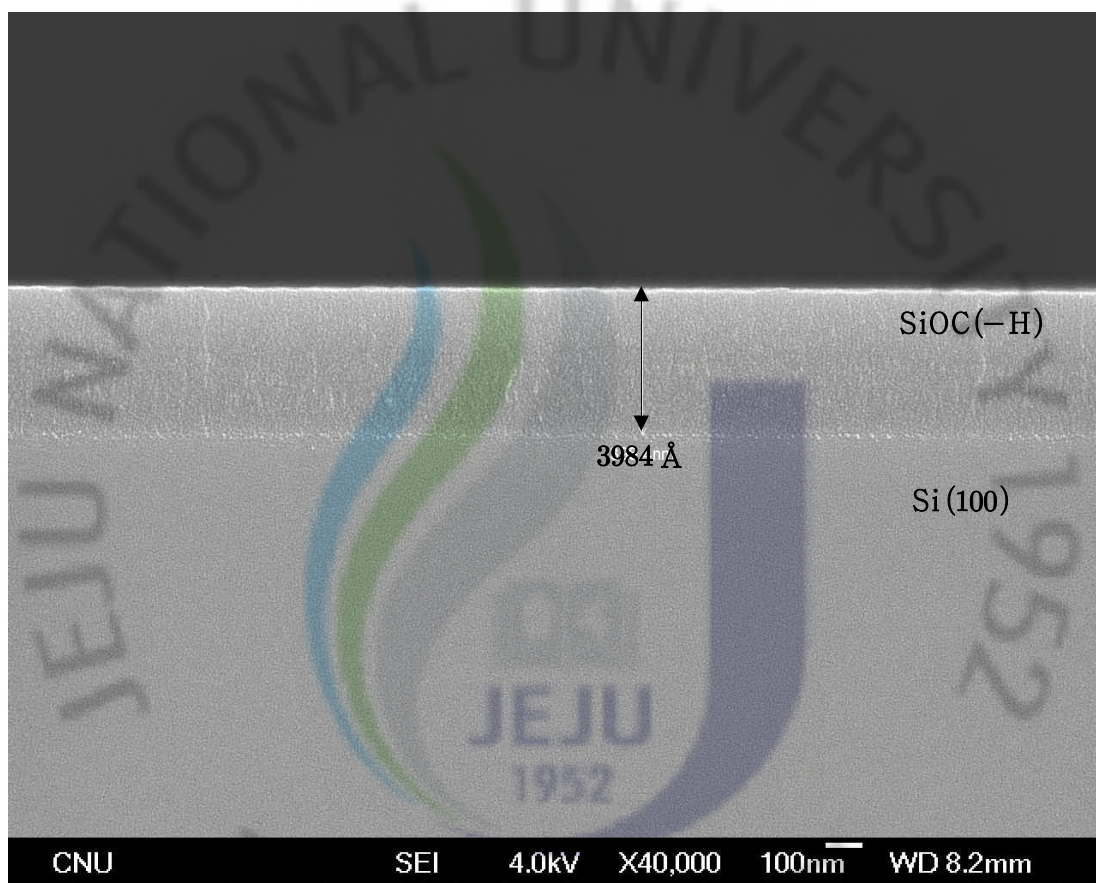 JEJU NATIONAL UNIVERSITY 1952
SiOC(−H)
3984 Å
Si (100)
JEJU
1952
CNU SEI 4.0kV X40,000 100nm WD 8.2mm